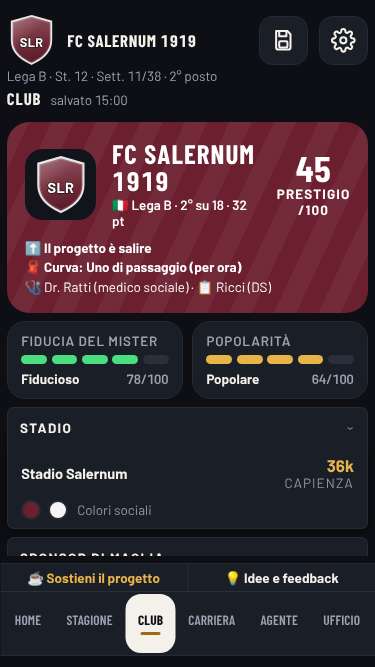 SLR
FC SALERNUM 1919
Lega B · St. 12 · Sett. 11/38 · 2° posto
CLUB salvato 15:00
SLR
FC SALERNUM
1919
🇮🇹 Lega B · 2° su 18 · 32
pt
45
PRESTIGIO
/100
⬆️ Il progetto è salire
🧣 Curva: Uno di passaggio (per ora)
🩺 Dr. Ratti (medico sociale) · 📋 Ricci (DS)
FIDUCIA DEL MISTER
Fiducioso 78/100
POPOLARITÀ
Popolare 64/100
STADIO
Stadio Salernum
36k
CAPIENZA
Colori sociali
SPONSOR DI MAGLIA
☕ Sostieni il progetto
💡 Idee e feedback
HOME STAGIONE CLUB CARRIERA AGENTE UFFICIO